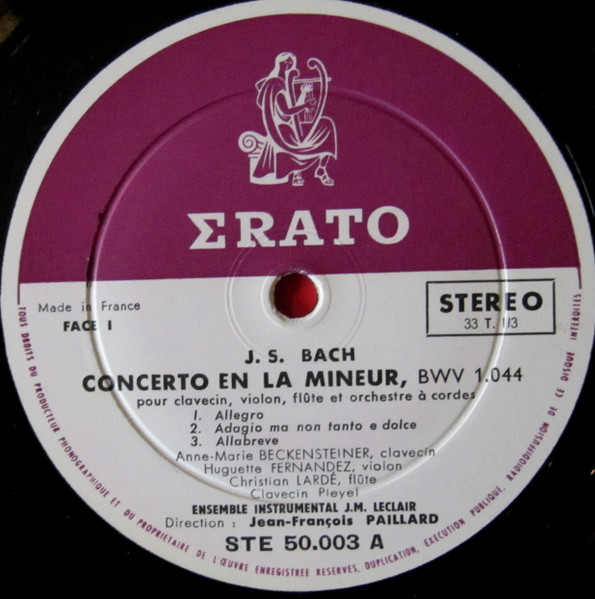 ΣRATO
Made in France
FACE I
STEREO
33 T. 1/3
J. S. BACH
CONCERTO EN LA MINEUR, BWV 1.044
pour clavecin, violon, flûte et orchestre à cordes
1. Allegro
2. Adagio ma non tanto e dolce
3. Allabreve
Anne-Marie BECKENSTEINER, clavecin
Huguette FERNANDEZ, violon
Christian LARDÉ, flûte
Clavecin Pleyel
ENSEMBLE INSTRUMENTAL J.M. LECLAIR
Direction : Jean-François PAILLARD
STE 50.003 A
TOUS DROITS DU PRODUCTEUR PHONOGRAPHIQUE ET DU PROPRIETAIRE DE L'ŒUVRE ENREGISTREE RESERVES, DUPLICATION, EXECUTION PUBLIQUE, RADIODIFFUSION DE CE DISQUE INTERDITES